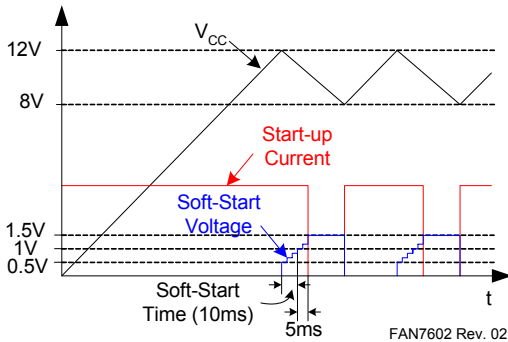 12V
V_CC
8V
Start-up
Current
Soft-Start
Voltage
1.5V
1V
0.5V
Soft-Start
Time (10ms)
5ms
t
FAN7602 Rev. 02